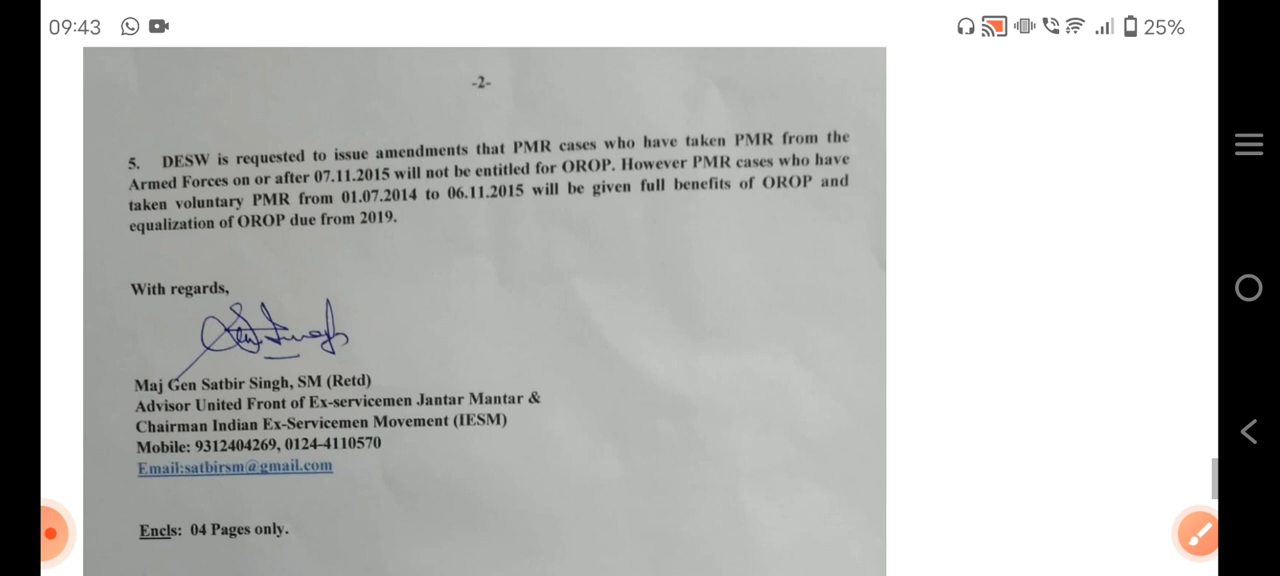 09:43
25%
-2-
5. DESW is requested to issue amendments that PMR cases who have taken PMR from the
Armed Forces on or after 07.11.2015 will not be entitled for OROP. However PMR cases who have
taken voluntary PMR from 01.07.2014 to 06.11.2015 will be given full benefits of OROP and
equalization of OROP due from 2019.
With regards,
Maj Gen Satbir Singh, SM (Retd)
Advisor United Front of Ex-servicemen Jantar Mantar &
Chairman Indian Ex-Servicemen Movement (IESM)
Mobile: 9312404269, 0124-4110570
Email:satbirsm@gmail.com
Encls: 04 Pages only.